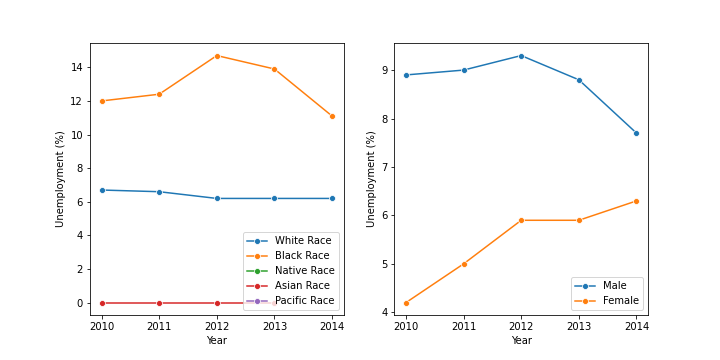 14
12
10
8
6
4
2
0
Unemployment (%)
2010 2011 2012 2013 2014
Year
White Race
Black Race
Native Race
Asian Race
Pacific Race
9
8
7
6
5
4
Unemployment (%)
2010 2011 2012 2013 2014
Year
Male
Female